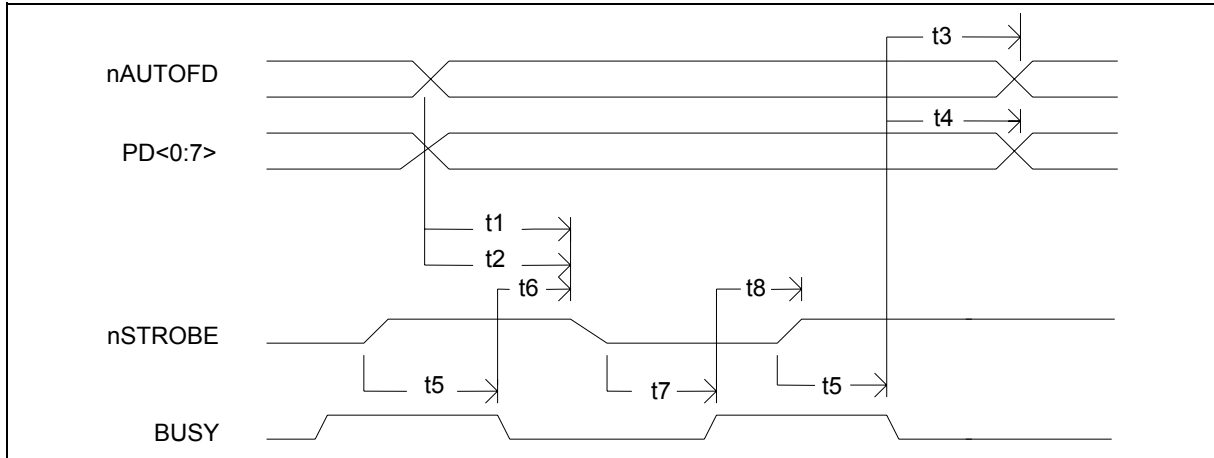 t3
nAUTOFD
t4
PD<0:7>
t1
t2
t6
t8
nSTROBE
t5
t7
t5
BUSY